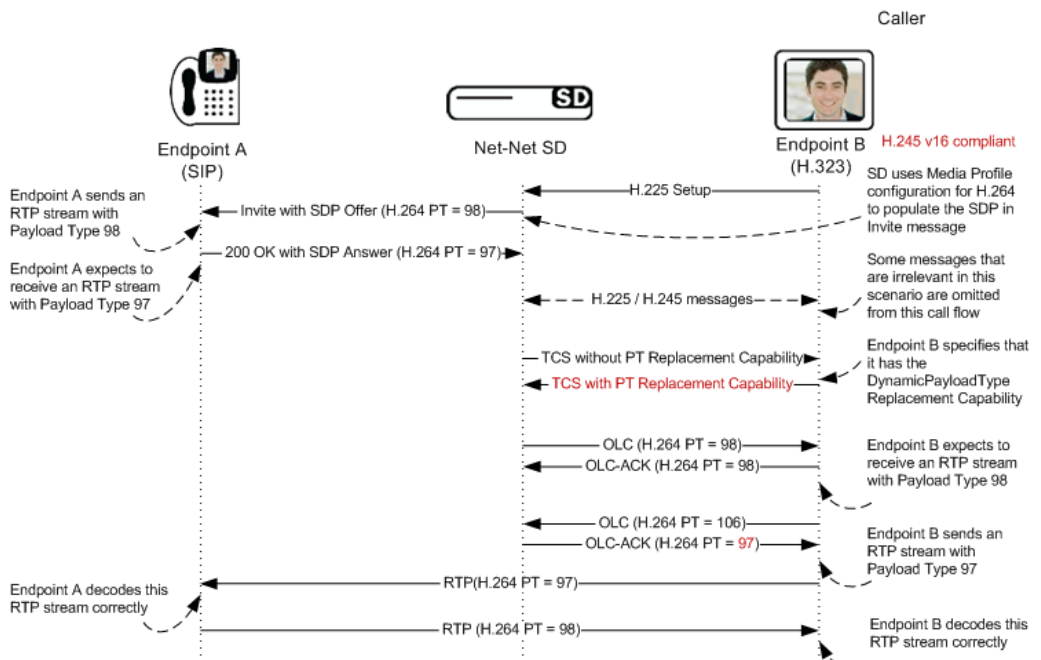 Caller
SD
Endpoint A
(SIP)
Net-Net SD
Endpoint B
(H.323)
H.245 v16 compliant
Endpoint A sends an
RTP stream with
Payload Type 98
H.225 Setup
Invite with SDP Offer (H.264 PT = 98)
SD uses Media Profile
configuration for H.264
to populate the SDP in
Invite message
200 OK with SDP Answer (H.264 PT = 97)
Endpoint A expects to
receive an RTP stream
with Payload Type 97
H.225 / H.245 messages
Some messages that
are irrelevant in this
scenario are omitted
from this call flow
TCS without PT Replacement Capability
TCS with PT Replacement Capability
Endpoint B specifies that
it has the
DynamicPayloadType
Replacement Capability
OLC (H.264 PT = 98)
OLC-ACK (H.264 PT = 98)
Endpoint B expects to
receive an RTP stream
with Payload Type 98
OLC (H.264 PT = 106)
OLC-ACK (H.264 PT = 97)
Endpoint B sends an
RTP stream with
Payload Type 97
RTP(H.264 PT = 97)
Endpoint A decodes this
RTP stream correctly
RTP (H.264 PT = 98)
Endpoint B decodes this
RTP stream correctly